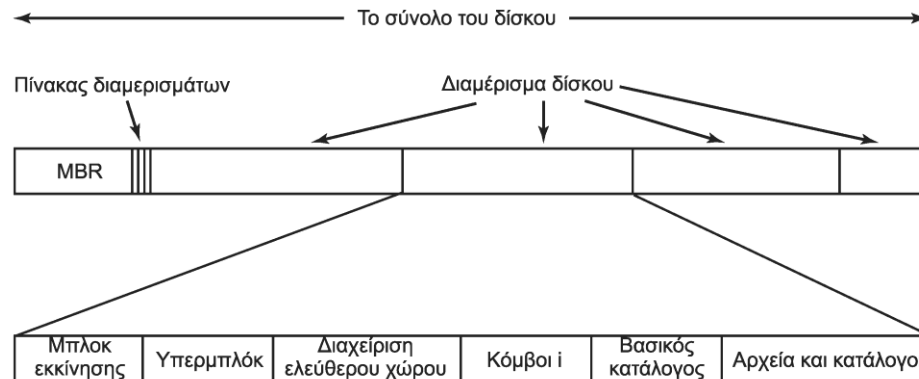 Το σύνολο του δίσκου
Πίνακας διαμερισμάτων
Διαμέρισμα δίσκου
MBR
Μπλοκ
εκκίνησης
Υπερμπλόκ
Διαχείριση
ελεύθερου χώρου
Κόμβοι i
Βασικός
κατάλογος
Αρχεία και κατάλογο